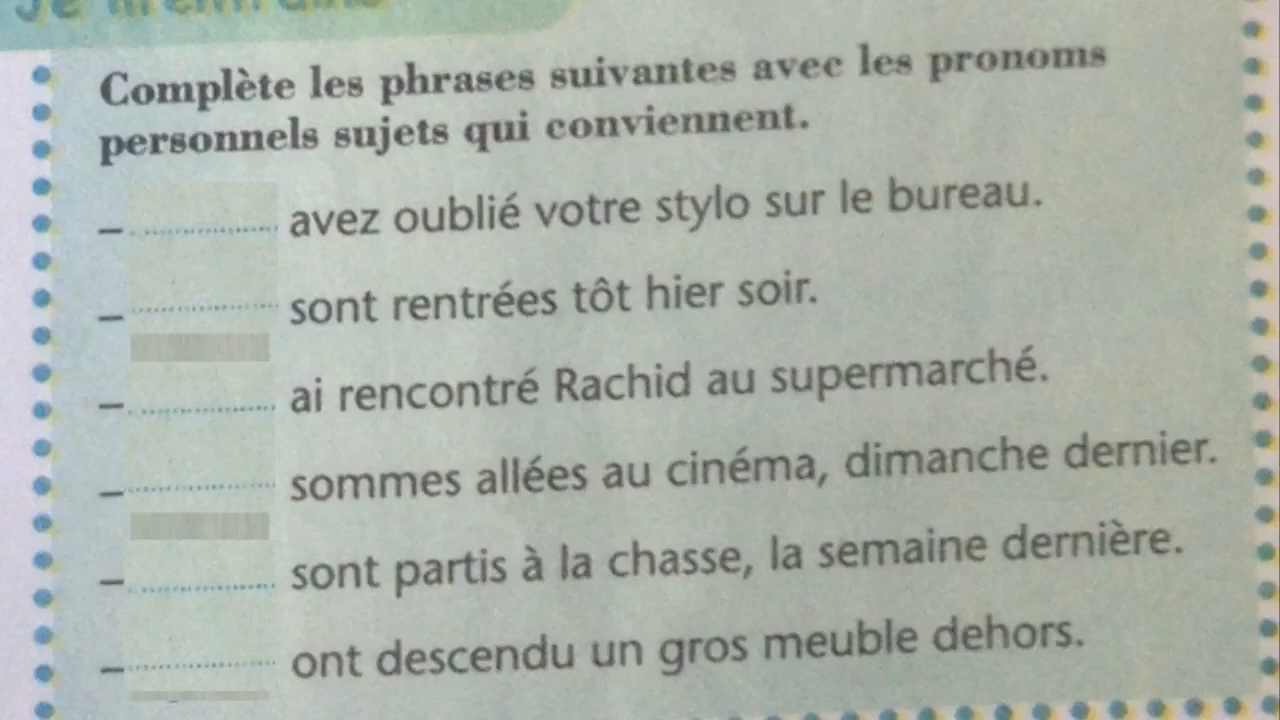 Je m'entraîne
Complète les phrases suivantes avec les pronoms
personnels sujets qui conviennent.
– .................. avez oublié votre stylo sur le bureau.
– .................. sont rentrées tôt hier soir.
– .................. ai rencontré Rachid au supermarché.
– .................. sommes allées au cinéma, dimanche dernier.
– .................. sont partis à la chasse, la semaine dernière.
– .................. ont descendu un gros meuble dehors.